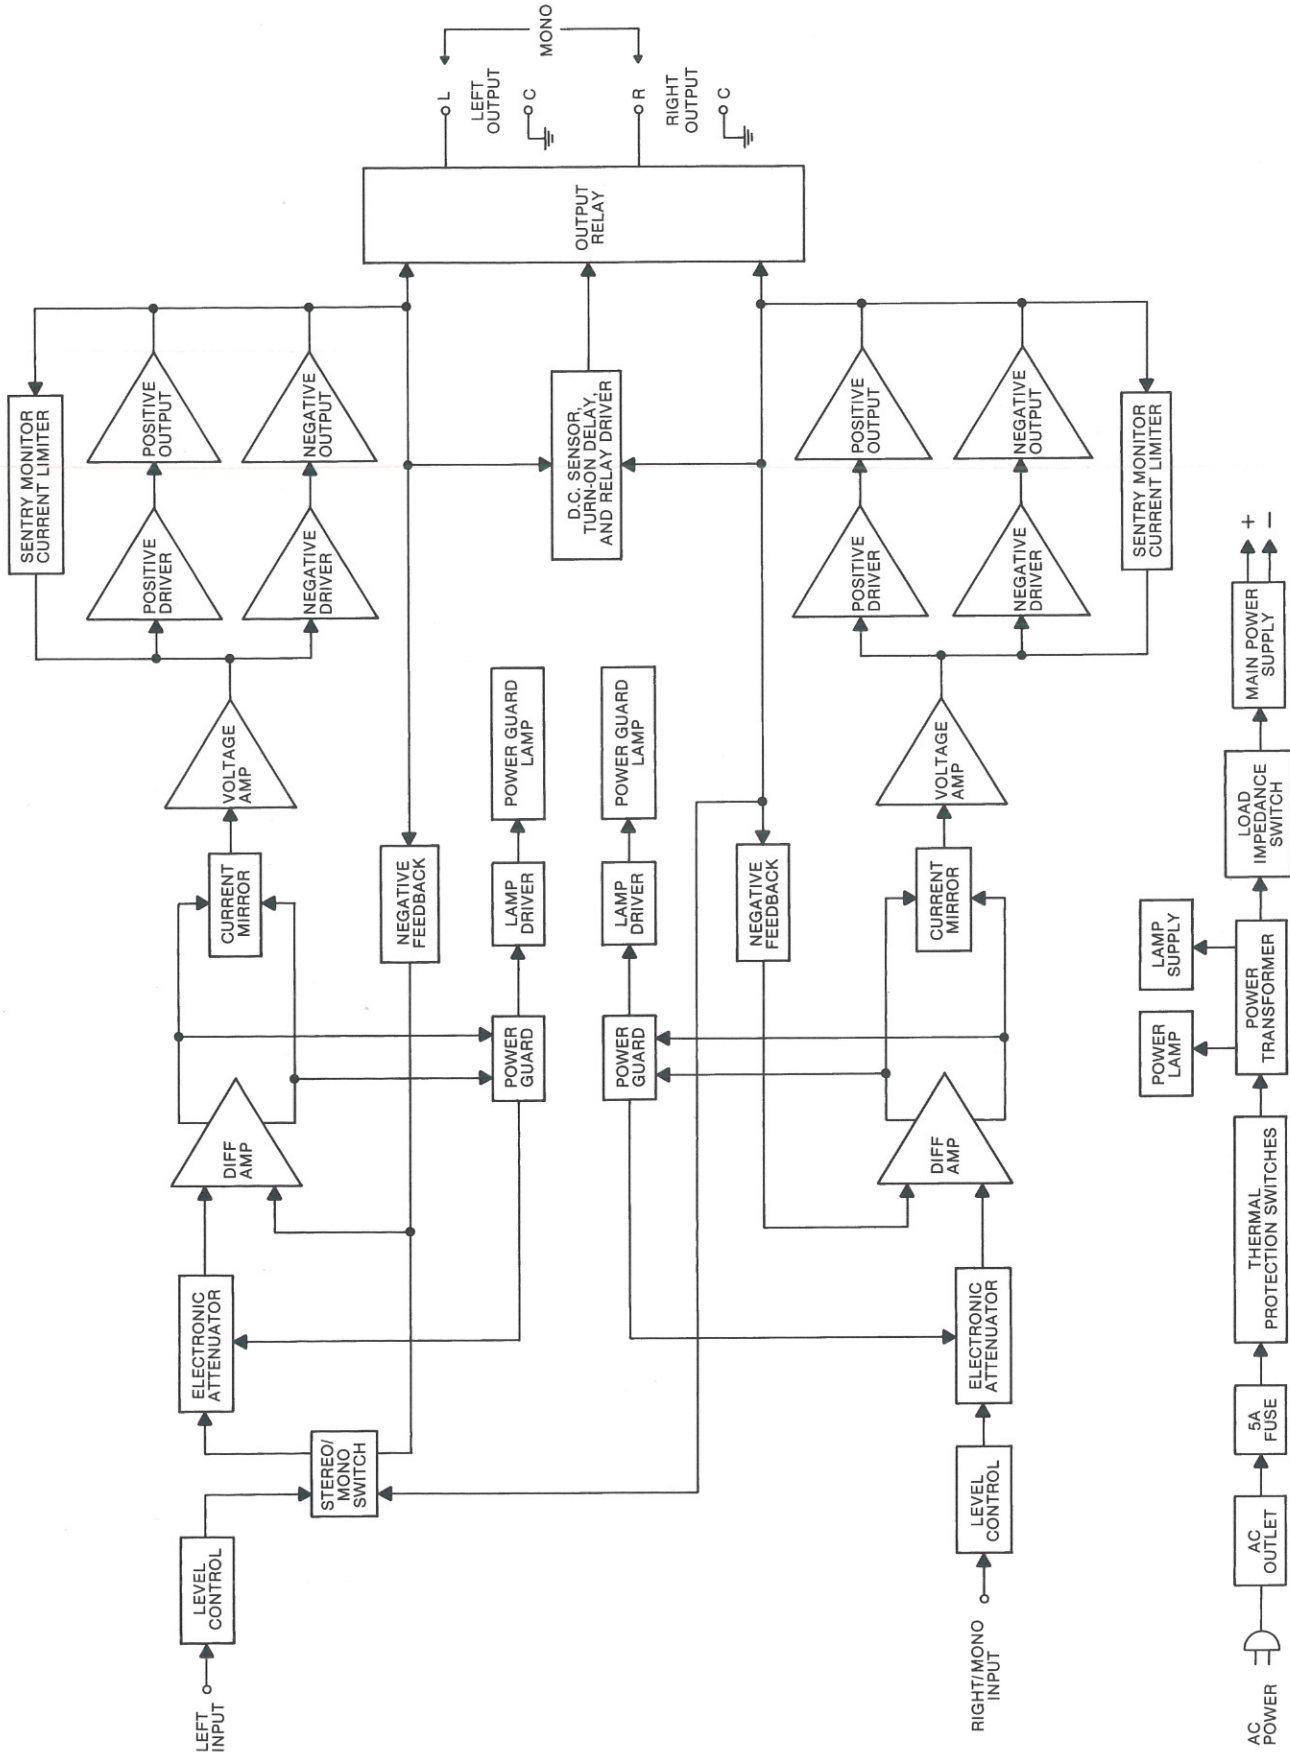 LEFT
INPUT
LEVEL
CONTROL
STEREO/
MONO
SWITCH
ELECTRONIC
ATTENUATOR
DIFF
AMP
CURRENT
MIRROR
VOLTAGE
AMP
POSITIVE
DRIVER
NEGATIVE
DRIVER
POSITIVE
OUTPUT
NEGATIVE
OUTPUT
SENTRY MONITOR
CURRENT LIMITER
NEGATIVE
FEEDBACK
POWER
GUARD
LAMP
DRIVER
POWER GUARD
LAMP
D.C. SENSOR,
TURN-ON DELAY,
AND RELAY DRIVER
OUTPUT
RELAY
L
LEFT
OUTPUT
C
MONO
R
RIGHT
OUTPUT
C
POWER
GUARD
LAMP
DRIVER
POWER GUARD
LAMP
NEGATIVE
FEEDBACK
RIGHT/MONO
INPUT
LEVEL
CONTROL
ELECTRONIC
ATTENUATOR
DIFF
AMP
CURRENT
MIRROR
VOLTAGE
AMP
POSITIVE
DRIVER
NEGATIVE
DRIVER
POSITIVE
OUTPUT
NEGATIVE
OUTPUT
SENTRY MONITOR
CURRENT LIMITER
AC
POWER
AC
OUTLET
5A
FUSE
THERMAL
PROTECTION SWITCHES
POWER
TRANSFORMER
POWER
LAMP
LAMP
SUPPLY
LOAD
IMPEDANCE
SWITCH
MAIN POWER
SUPPLY
+
−